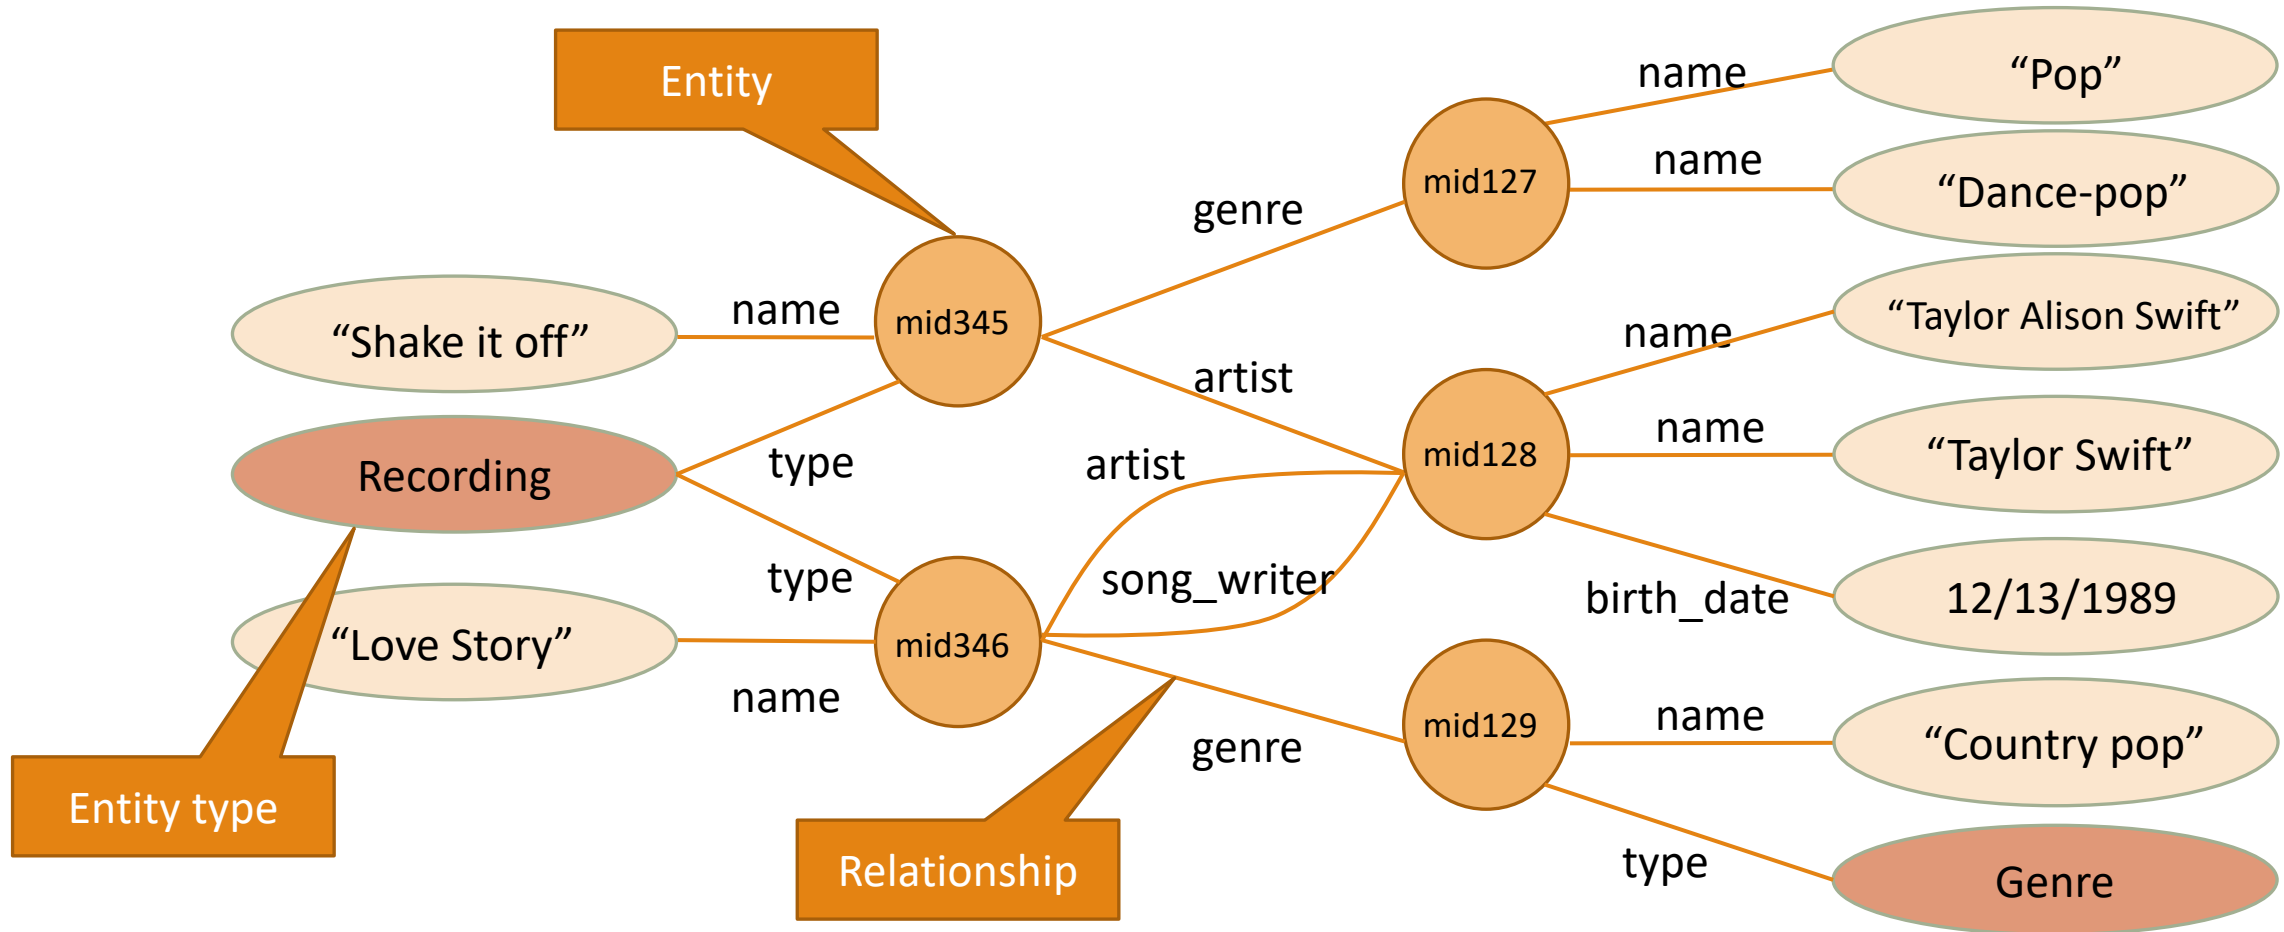 Entity
name
“Pop”
name
“Dance-pop”
mid127
genre
“Shake it off”
name
mid345
name
“Taylor Alison Swift”
artist
Recording
type
artist
mid128
name
“Taylor Swift”
type
song_writer
birth_date
12/13/1989
“Love Story”
name
mid346
genre
mid129
name
“Country pop”
Entity type
Relationship
type
Genre